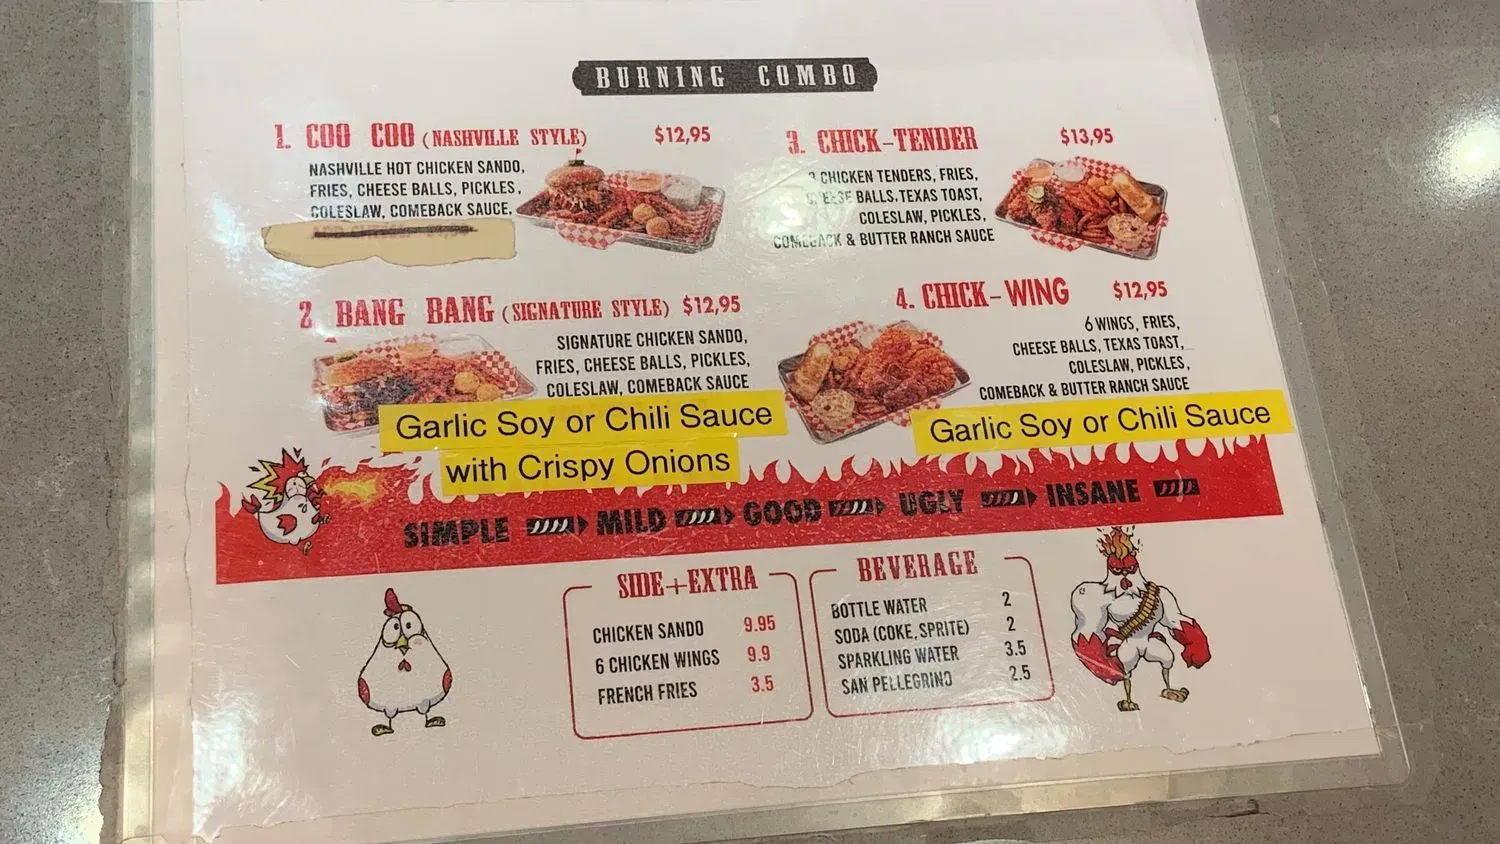 BURNING COMBO
1. COO COO (NASHVILLE STYLE) $12,95
NASHVILLE HOT CHICKEN SANDO,
FRIES, CHEESE BALLS, PICKLES,
COLESLAW, COMEBACK SAUCE.
2 BANG BANG (SIGNATURE STYLE) $12,95
SIGNATURE CHICKEN SANDO,
FRIES, CHEESE BALLS, PICKLES,
COLESLAW, COMEBACK SAUCE
Garlic Soy or Chili Sauce
with Crispy Onions
3. CHICK-TENDER $13,95
CHICKEN TENDERS, FRIES,
CHEESE BALLS, TEXAS TOAST,
COLESLAW, PICKLES,
COMEBACK & BUTTER RANCH SAUCE
4. CHICK-WING $12,95
6 WINGS, FRIES,
CHEESE BALLS, TEXAS TOAST,
COLESLAW, PICKLES,
COMEBACK & BUTTER RANCH SAUCE
Garlic Soy or Chili Sauce
SIMPLE MILD GOOD UGLY INSANE
SIDE+EXTRA
CHICKEN SANDO 9.95
6 CHICKEN WINGS 9.9
FRENCH FRIES 3.5
BEVERAGE
BOTTLE WATER 2
SODA (COKE, SPRITE) 2
SPARKLING WATER 3.5
SAN PELLEGRINO 2.5